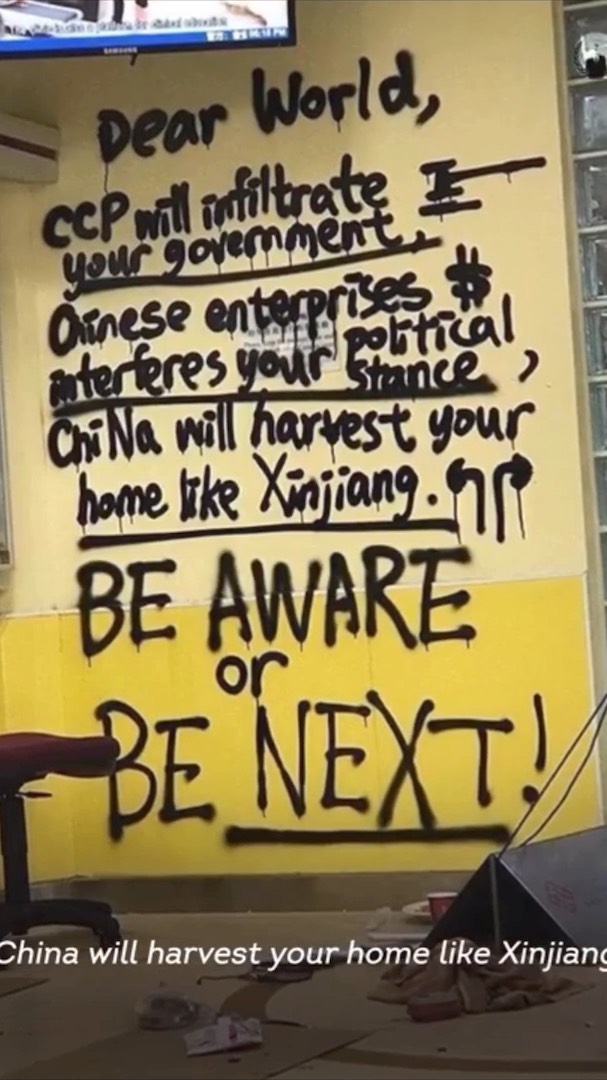 SAMSUNG
Dear World,
CCP will infiltrate
your government,
Chinese enterprises $
interferes your political
stance,
ChiNa will harvest your
home like Xinjiang.
BE AWARE
or
BE NEXT!
China will harvest your home like Xinjiang